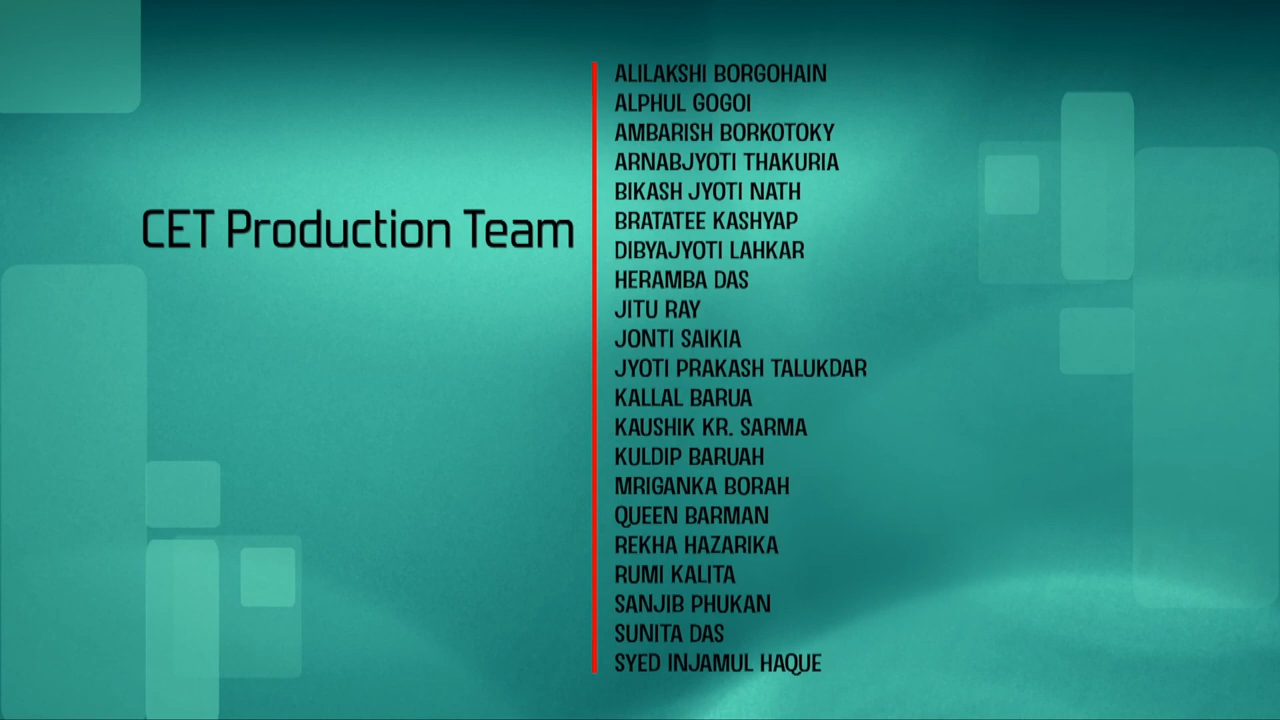 CET Production Team
ALILAKSHI BORGOHAIN
ALPHUL GOGOI
AMBARISH BORKOTOKY
ARNABJYOTI THAKURIA
BIKASH JYOTI NATH
BRATATEE KASHYAP
DIBYAJYOTI LAHKAR
HERAMBA DAS
JITU RAY
JONTI SAIKIA
JYOTI PRAKASH TALUKDAR
KALLAL BARUA
KAUSHIK KR. SARMA
KULDIP BARUAH
MRIGANKA BORAH
QUEEN BARMAN
REKHA HAZARIKA
RUMI KALITA
SANJIB PHUKAN
SUNITA DAS
SYED INJAMUL HAQUE